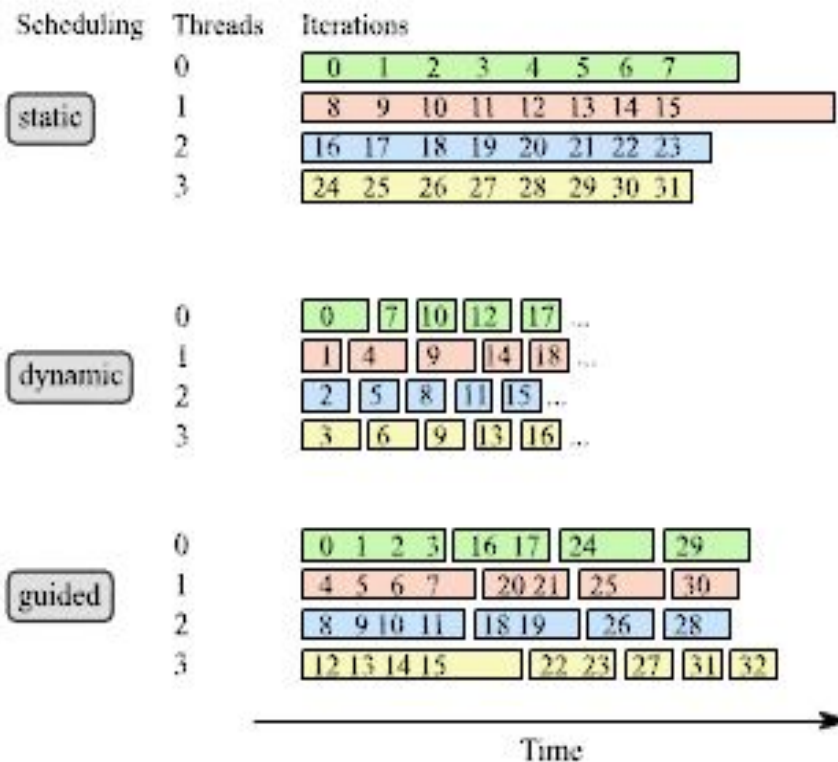 Scheduling Threads Iterations
0 0 1 2 3 4 5 6 7
static
1 8 9 10 11 12 13 14 15
2 16 17 18 19 20 21 22 23
3 24 25 26 27 28 29 30 31
0 0 7 10 12 17 ...
1 1 4 9 14 18 ...
dynamic
2 2 5 8 11 15 ...
3 3 6 9 13 16 ...
0 0 1 2 3 16 17 24 29
1 4 5 6 7 20 21 25 30
guided
2 8 9 10 11 18 19 26 28
3 12 13 14 15 22 23 27 31 32
Time